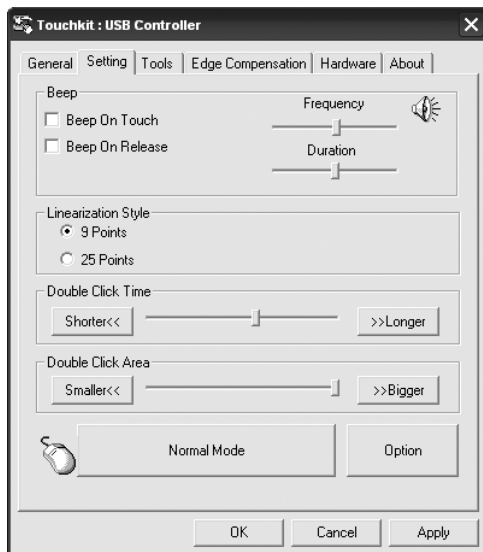 Touchkit : USB Controller
General Setting Tools Edge Compensation Hardware About
Beep
Frequency
Beep On Touch
Beep On Release
Duration
Linearization Style
9 Points
25 Points
Double Click Time
Shorter<< >>Longer
Double Click Area
Smaller<< >>Bigger
Normal Mode Option
OK Cancel Apply